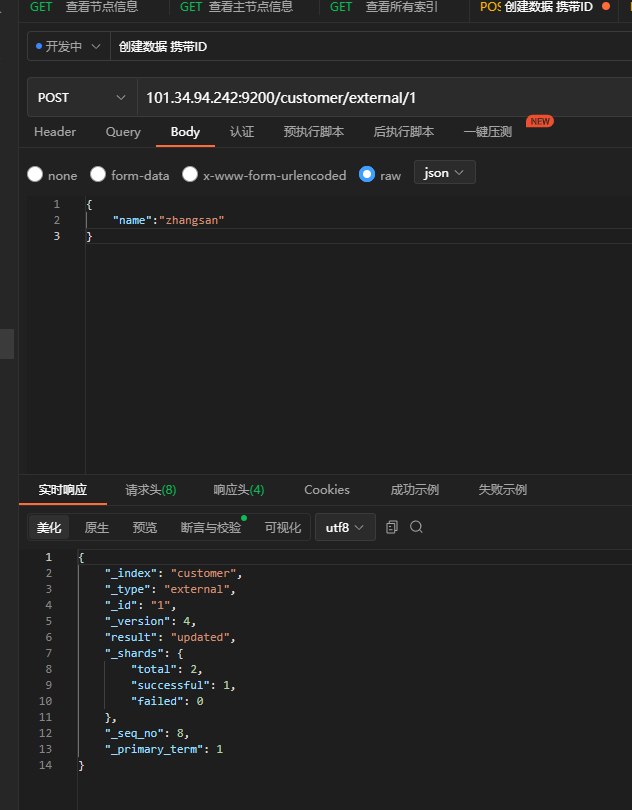 GET 查看节点信息 GET 查看主节点信息 GET 查看所有索引 POS 创建数据 携带ID
开发中 创建数据 携带ID
POST 101.34.94.242:9200/customer/external/1
Header Query Body 认证 预执行脚本 后执行脚本 一键压测 NEW
none form-data x-www-form-urlencoded raw json
1 {
2 "name":"zhangsan"
3 }
实时响应 请求头(8) 响应头(4) Cookies 成功示例 失败示例
美化 原生 预览 断言与校验 可视化 utf8
1 {
2 "_index": "customer",
3 "_type": "external",
4 "_id": "1",
5 "_version": 4,
6 "result": "updated",
7 "_shards": {
8 "total": 2,
9 "successful": 1,
10 "failed": 0
11 },
12 "_seq_no": 8,
13 "_primary_term": 1
14 }